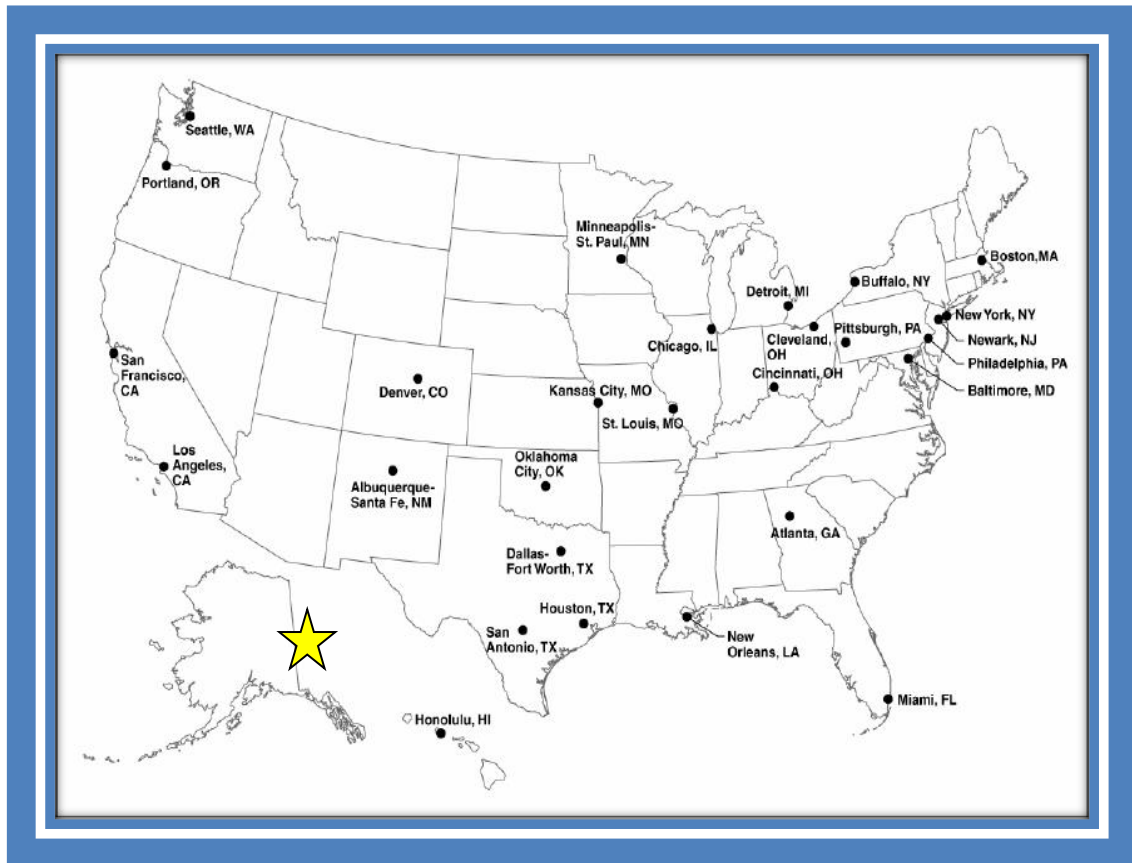 Seattle, WA
Portland, OR
Minneapolis-
St. Paul, MN
Boston, MA
Buffalo, NY
Detroit, MI
New York, NY
Pittsburgh, PA
Cleveland,
OH
Newark, NJ
Chicago, IL
Philadelphia, PA
San
Francisco,
CA
Cincinnati, OH
Baltimore, MD
Denver, CO
Kansas City, MO
St. Louis, MO
Los
Angeles,
CA
Oklahoma
City, OK
Albuquerque-
Santa Fe, NM
Atlanta, GA
Dallas-
Fort Worth, TX
Houston, TX
San
Antonio, TX
New
Orleans, LA
Miami, FL
Honolulu, HI